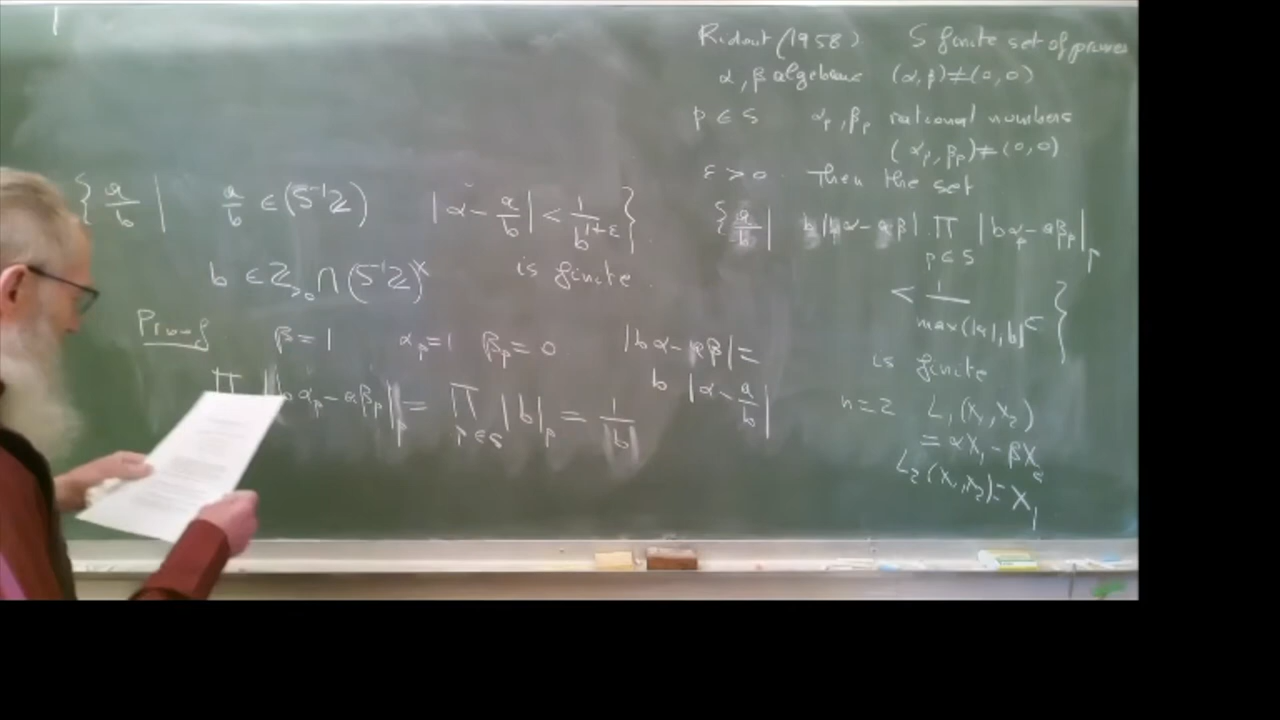 Ridout (1958) S finite set of primes
α, β algebraic (α, β) ≠ (0, 0)
p ∈ S α_p, β_p rational numbers
(α_p, β_p) ≠ (0, 0)
ε > 0 Then the set
{ a/b | b |bα - aβ| ∏_{p∈S} |bα_p - aβ_p|_p
< 1/max(|a|, b)^ε }
is finite
n = 2 L_1(X_1, X_2)
= αX_1 - βX_2
L_2(X_1, X_2) = X_1
{ a/b | a/b ∈ (S^{-1}ℤ) |α - a/b| < 1/b^{1+ε} }
b ∈ ℤ_{>0} ∩ (S^{-1}ℤ)^× is finite.
Proof β = 1 α_p = 1 β_p = 0 |bα - aβ| =
b |α - a/b|
∏ |bα_p - aβ_p|_p = ∏_{p∈S} |b|_p = 1/b